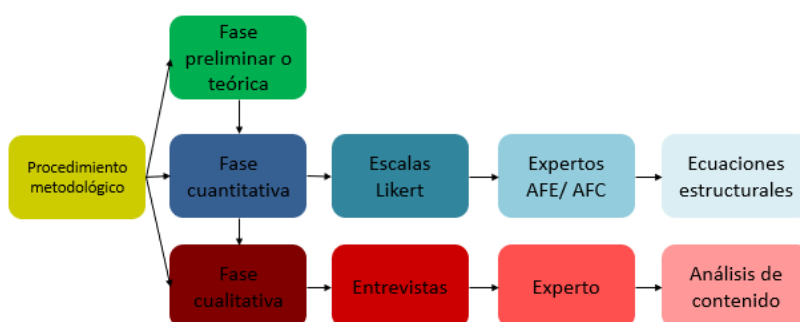 Fase
preliminar o
teórica
Procedimiento
metodológico
Fase
cuantitativa
Escalas
Likert
Expertos
AFE/ AFC
Ecuaciones
estructurales
Fase
cualitativa
Entrevistas
Experto
Análisis de
contenido